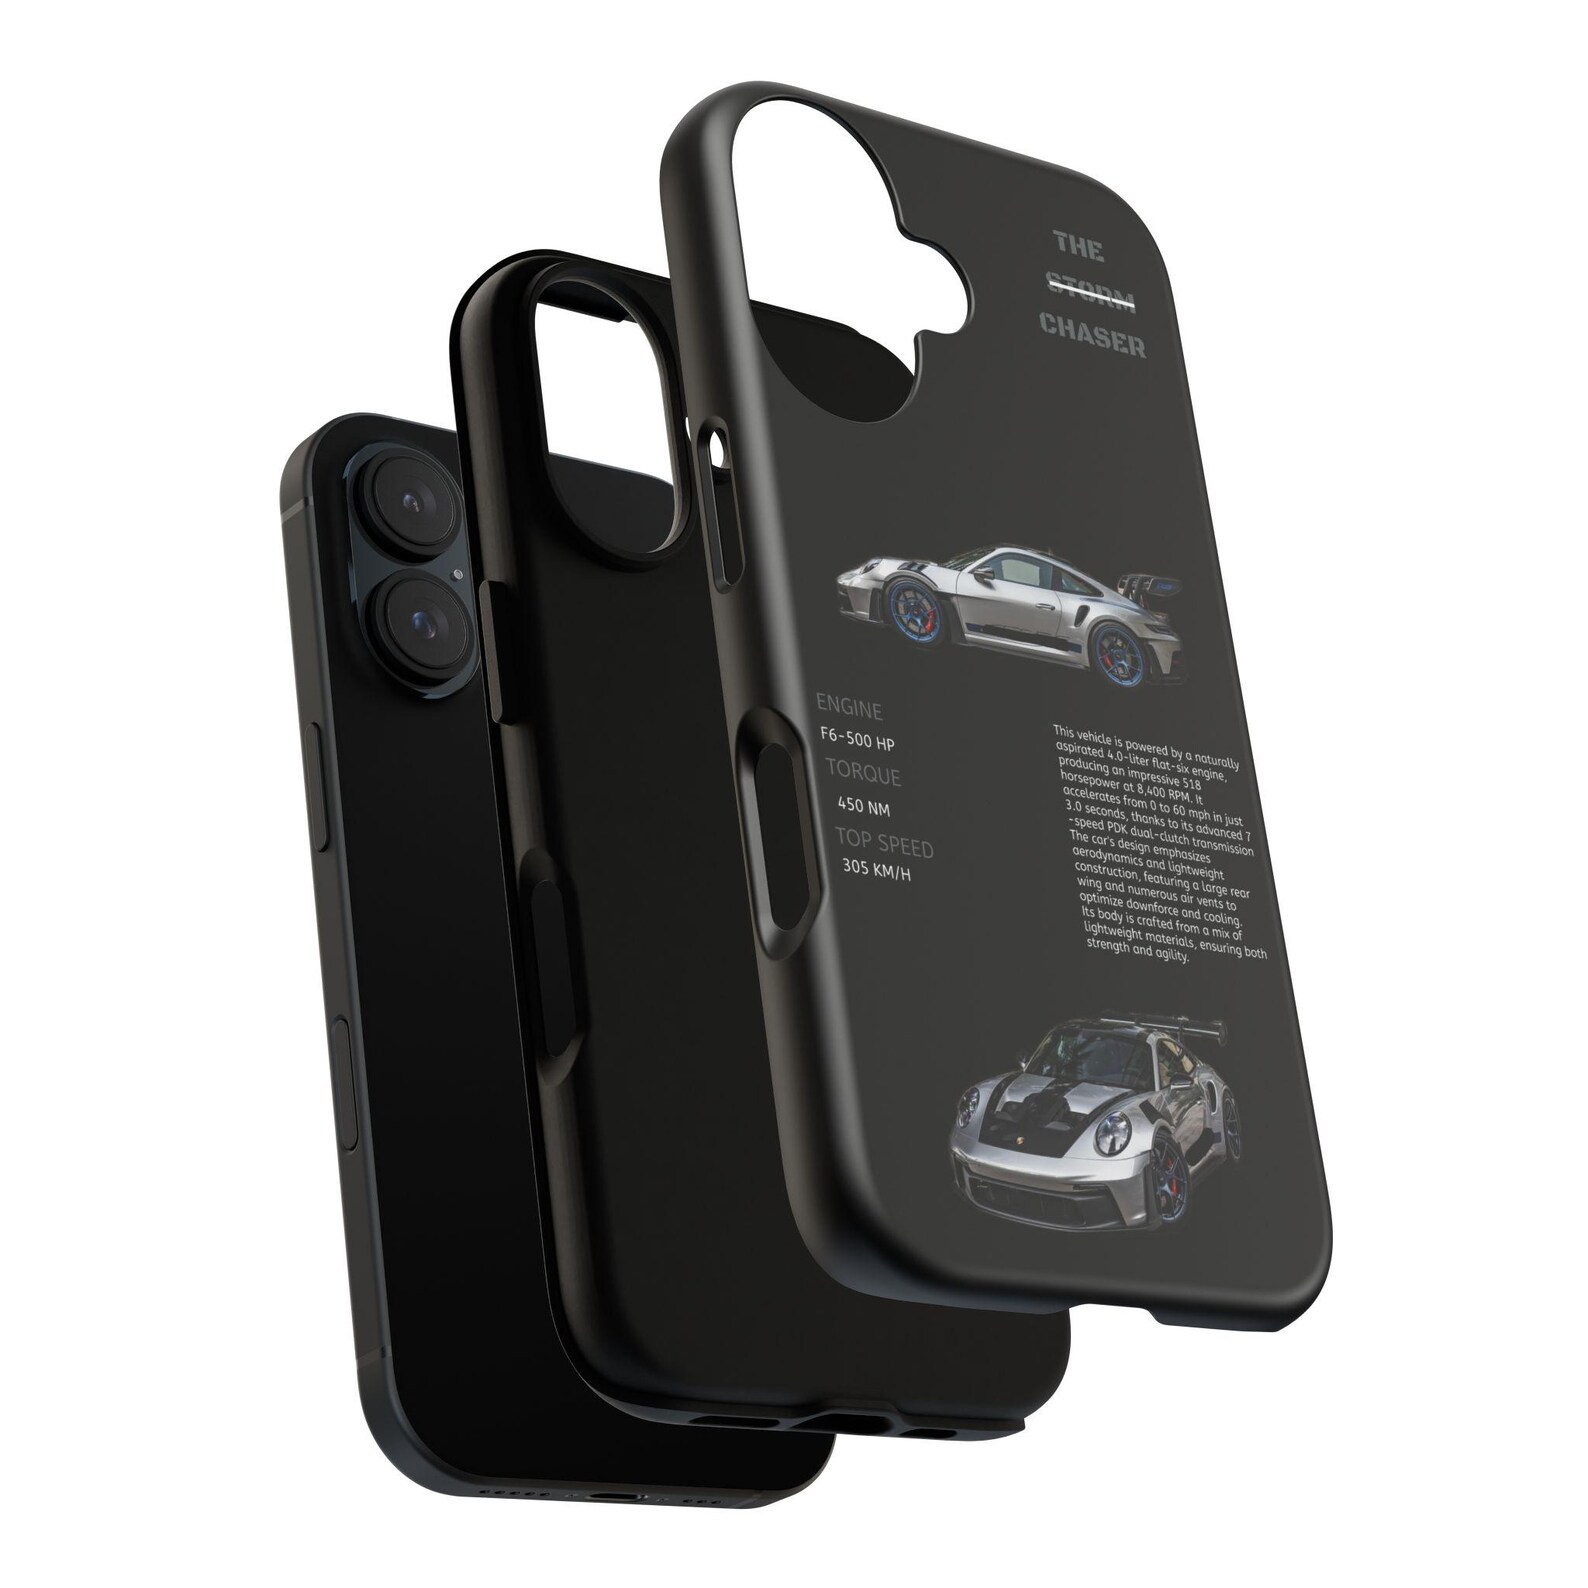 THE
STORM
CHASER
ENGINE
F6-500 HP
TORQUE
450 NM
TOP SPEED
305 KM/H
This vehicle is powered by a naturally
aspirated 4.0-liter flat-six engine,
producing an impressive 518
horsepower at 8,400 RPM. It
accelerates from 0 to 60 mph in just
3.0 seconds, thanks to its advanced 7
-speed PDK dual-clutch transmission
The car's design emphasizes
aerodynamics and lightweight
construction, featuring a large rear
wing and numerous air vents to
optimize downforce and cooling.
Its body is crafted from a mix of
lightweight materials, ensuring both
strength and agility.